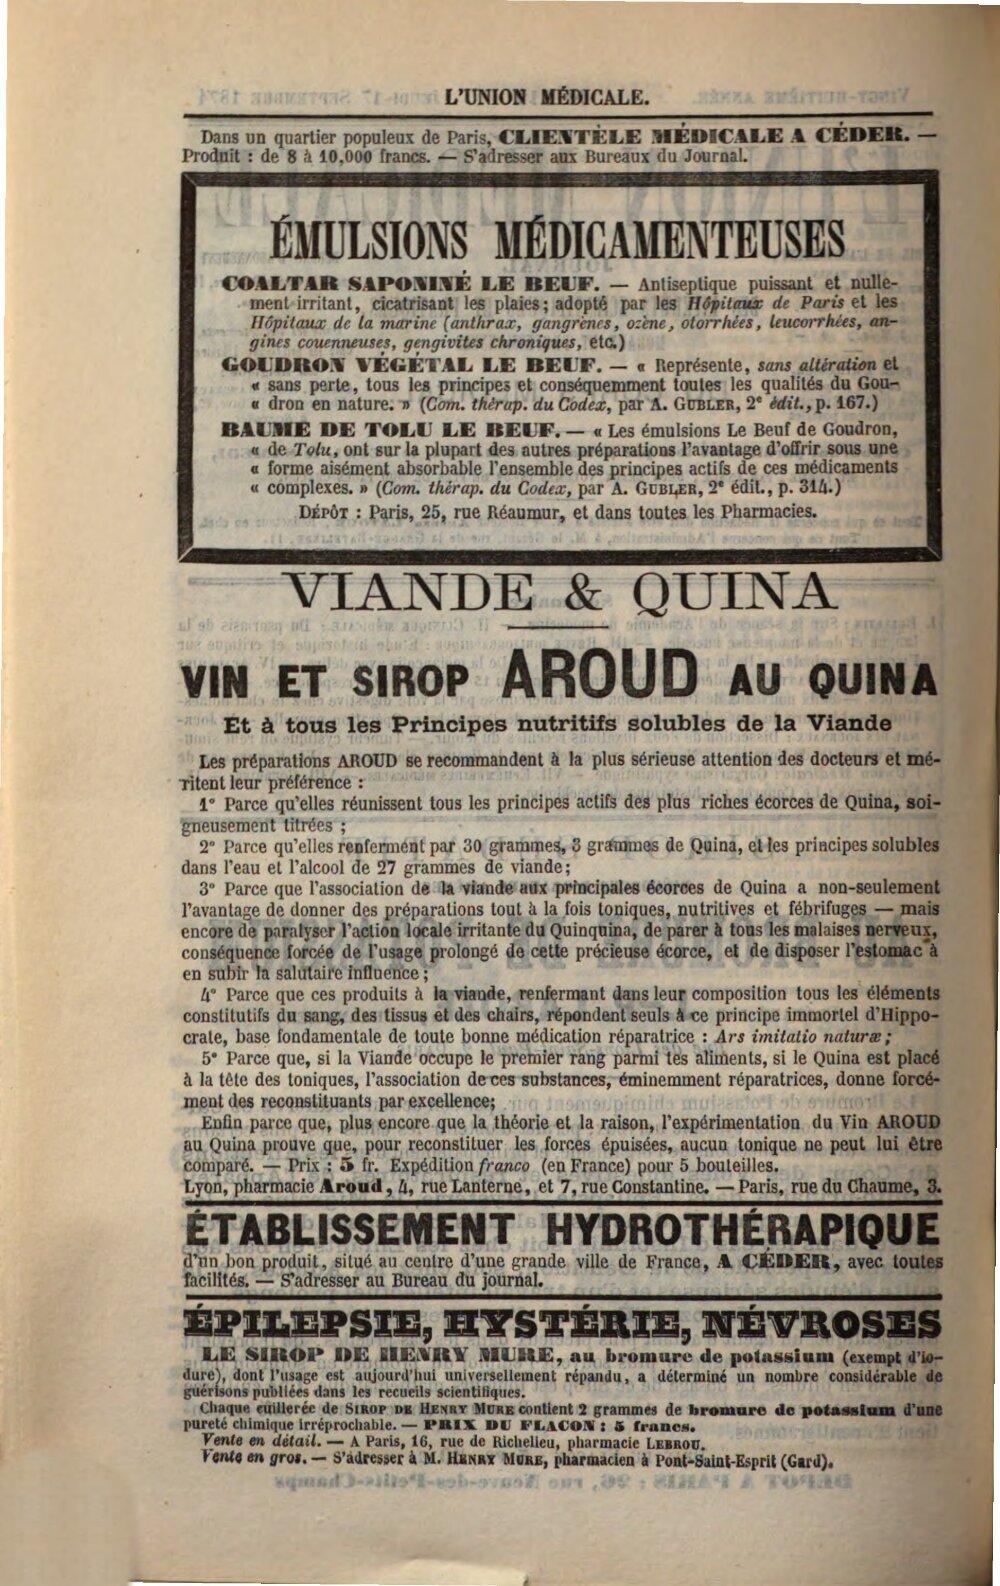 L'UNION MÉDICALE.
Dans un quartier populeux de Paris, CLIENTÈLE MÉDICALE A CÉDER. —
Produit : de 8 à 10,000 francs. — S'adresser aux Bureaux du Journal.
ÉMULSIONS MÉDICAMENTEUSES
COALTAR SAPONINÉ LE BEUF. — Antiseptique puissant et nulle-
ment irritant, cicatrisant les plaies; adopté par les Hôpitaux de Paris et les
Hôpitaux de la marine (anthrax, gangrènes, ozène, otorrhées, leucorrhées, an-
gines couenneuses, gengivites chroniques, etc.)
GOUDRON VÉGÉTAL LE BEUF. — « Représente, sans altération et
« sans perte, tous les principes et conséquemment toutes les qualités du Gou-
« dron en nature. » (Com. thérap. du Codex, par A. GUBLER, 2e édit., p. 167.)
BAUME DE TOLU LE BEUF. — « Les émulsions Le Beuf de Goudron,
« de Tolu, ont sur la plupart des autres préparations l'avantage d'offrir sous une
« forme aisément absorbable l'ensemble des principes actifs de ces médicaments
« complexes. » (Com. thérap. du Codex, par A. GUBLER, 2e édit., p. 314.)
DÉPÔT : Paris, 25, rue Réaumur, et dans toutes les Pharmacies.
VIANDE & QUINA
VIN ET SIROP AROUD AU QUINA
Et à tous les Principes nutritifs solubles de la Viande
Les préparations AROUD se recommandent à la plus sérieuse attention des docteurs et mé-
ritent leur préférence :
1° Parce qu'elles réunissent tous les principes actifs des plus riches écorces de Quina, soi-
gneusement titrées ;
2° Parce qu'elles renferment par 30 grammes, 3 grammes de Quina, et les principes solubles
dans l'eau et l'alcool de 27 grammes de viande;
3° Parce que l'association de la viande aux principales écorces de Quina a non-seulement
l'avantage de donner des préparations tout à la fois toniques, nutritives et fébrifuges — mais
encore de paralyser l'action locale irritante du Quinquina, de parer à tous les malaises nerveux,
conséquence forcée de l'usage prolongé de cette précieuse écorce, et de disposer l'estomac à
en subir la salutaire influence ;
4° Parce que ces produits à la viande, renfermant dans leur composition tous les éléments
constitutifs du sang, des tissus et des chairs, répondent seuls à ce principe immortel d'Hippo-
crate, base fondamentale de toute bonne médication réparatrice : Ars imitatio naturæ ;
5° Parce que, si la Viande occupe le premier rang parmi les aliments, si le Quina est placé
à la tête des toniques, l'association de ces substances, éminemment réparatrices, donne forcé-
ment des reconstituants par excellence;
Enfin parce que, plus encore que la théorie et la raison, l'expérimentation du Vin AROUD
au Quina prouve que, pour reconstituer les forces épuisées, aucun tonique ne peut lui être
comparé. — Prix : 5 fr. Expédition franco (en France) pour 5 bouteilles.
Lyon, pharmacie Aroud, 4, rue Lanterne, et 7, rue Constantine. — Paris, rue du Chaume, 3.
ÉTABLISSEMENT HYDROTHÉRAPIQUE
d'un bon produit, situé au centre d'une grande ville de France, A CÉDER, avec toutes
facilités. — S'adresser au Bureau du journal.
ÉPILEPSIE, HYSTÉRIE, NÉVROSES
LE SIROP DE HENRY MURE, au bromure de potassium (exempt d'io-
dure), dont l'usage est aujourd'hui universellement répandu, a déterminé un nombre considérable de
guérisons publiées dans les recueils scientifiques.
Chaque cuillerée de SIROP DE HENRY MURE contient 2 grammes de bromure de potassium d'une
pureté chimique irréprochable. — PRIX DU FLACON : 5 francs.
Vente en détail. — A Paris, 16, rue de Richelieu, pharmacie LEBROU.
Vente en gros. — S'adresser à M. HENRY MURE, pharmacien à Pont-Saint-Esprit (Gard).